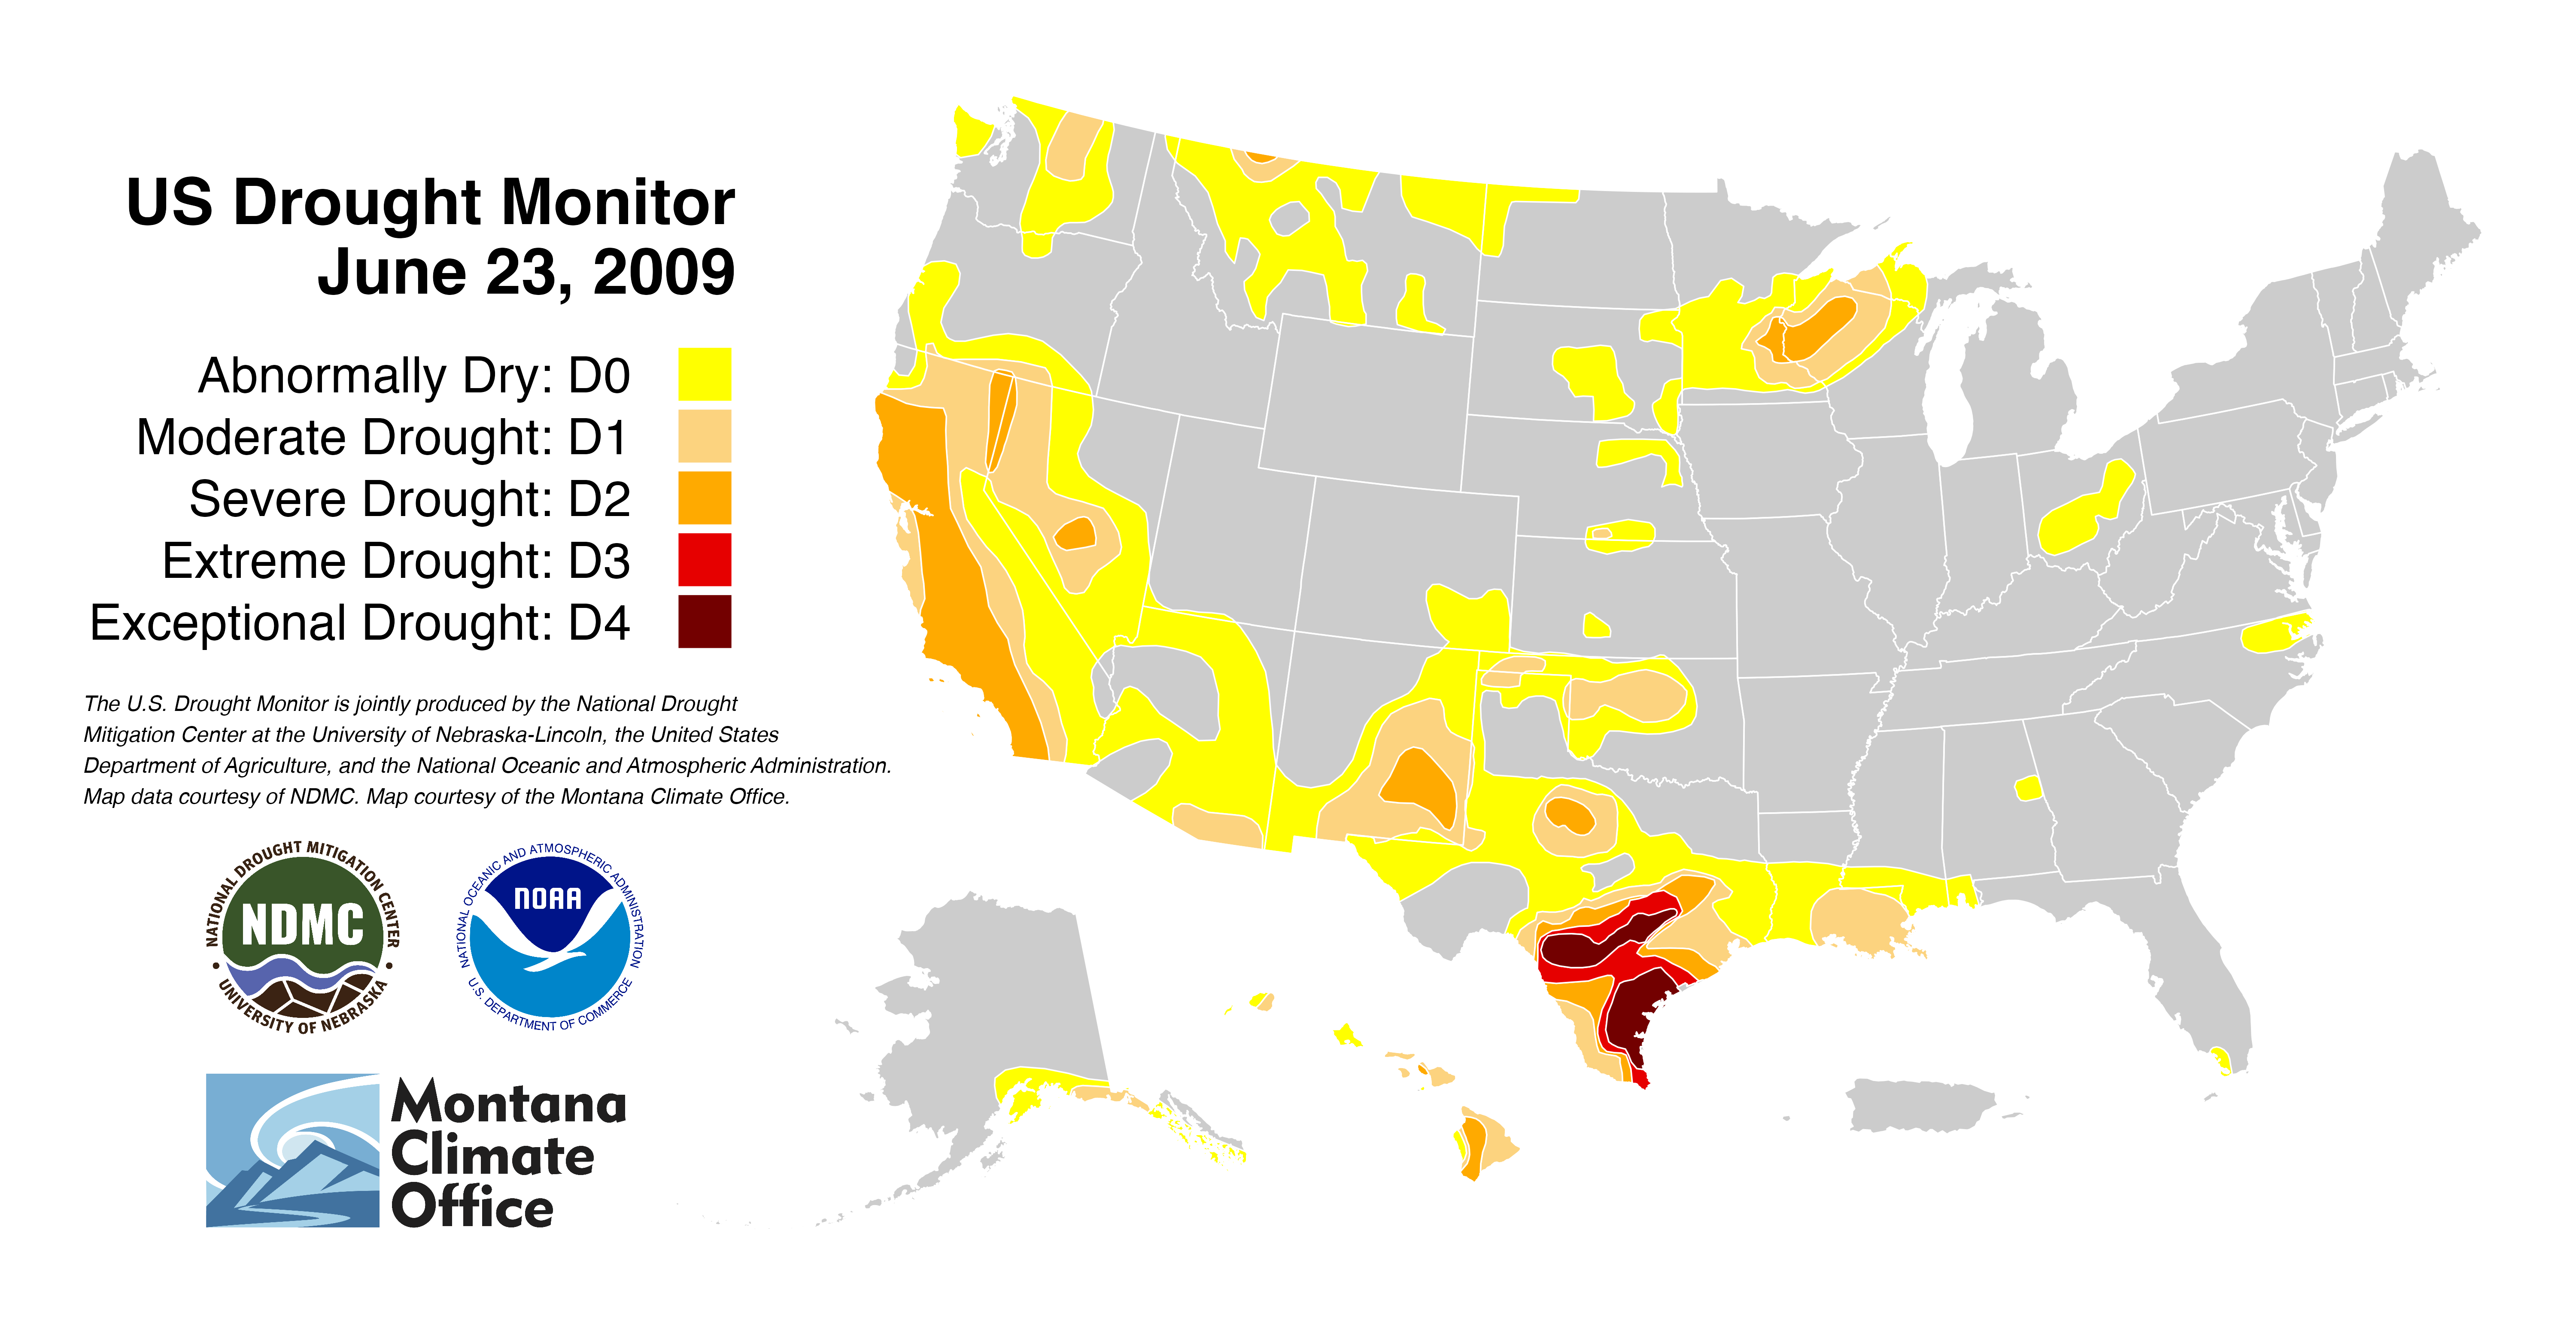 US Drought Monitor
June 23, 2009
Abnormally Dry: D0
Moderate Drought: D1
Severe Drought: D2
Extreme Drought: D3
Exceptional Drought: D4
The U.S. Drought Monitor is jointly produced by the National Drought
Mitigation Center at the University of Nebraska-Lincoln, the United States
Department of Agriculture, and the National Oceanic and Atmospheric Administration.
Map data courtesy of NDMC. Map courtesy of the Montana Climate Office.
NATIONAL DROUGHT MITIGATION CENTER
NDMC
UNIVERSITY OF NEBRASKA
NATIONAL OCEANIC AND ATMOSPHERIC ADMINISTRATION
NOAA
U.S. DEPARTMENT OF COMMERCE
Montana
Climate
Office